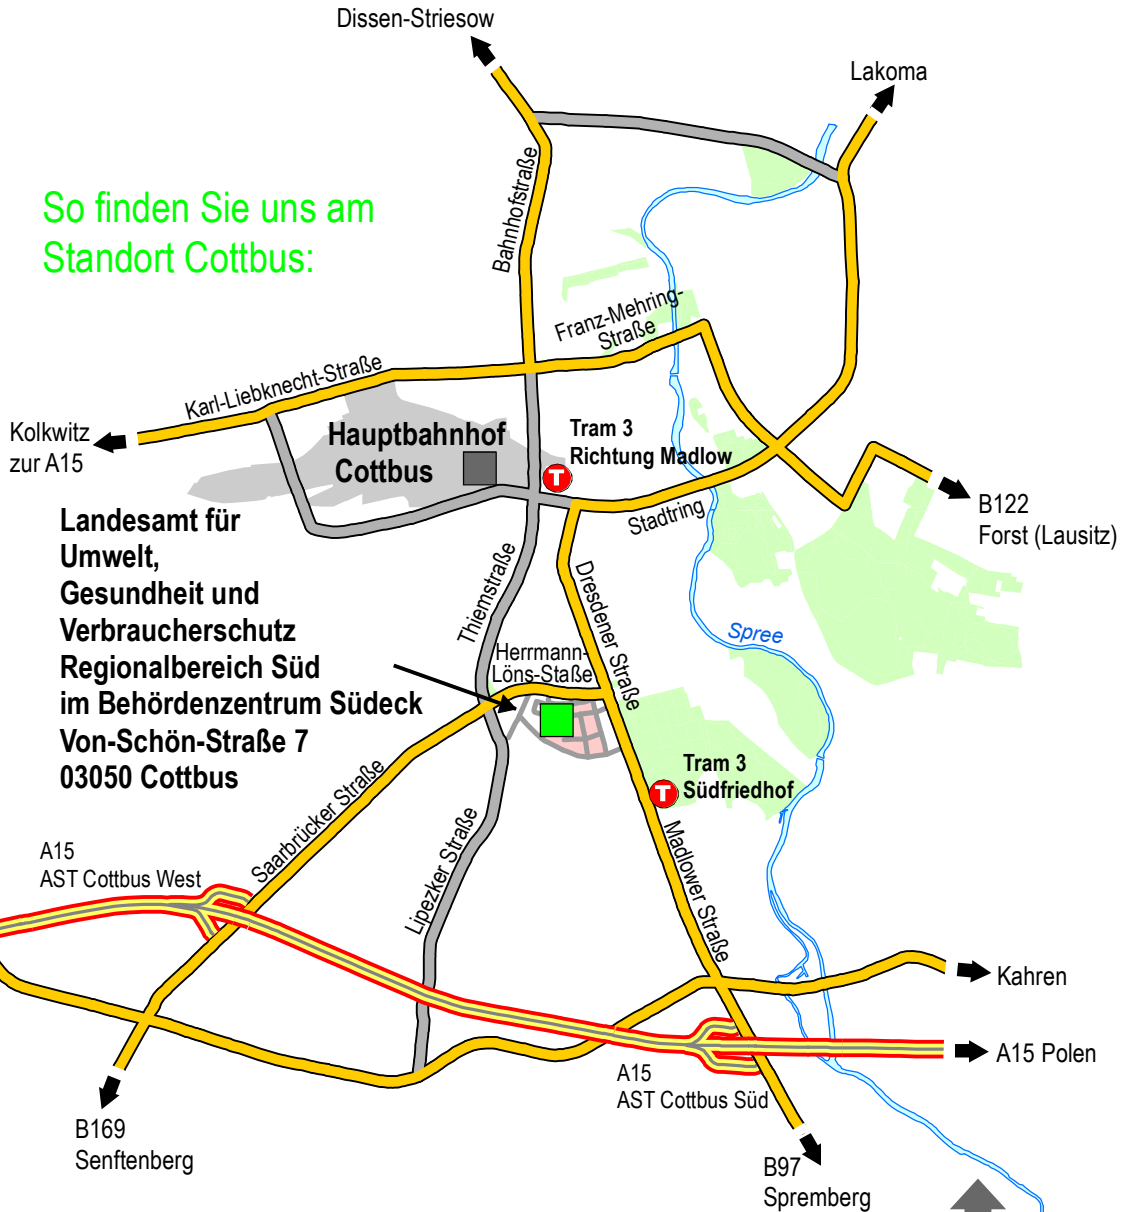 Dissen-Striesow
Lakoma
So finden Sie uns am
Standort Cottbus:
Bahnhofstraße
Franz-Mehring-
Straße
Karl-Liebknecht-Straße
Kolkwitz
zur A15
Hauptbahnhof
Cottbus
Tram 3
Richtung Madlow
T
Stadtring
B122
Forst (Lausitz)
Landesamt für
Umwelt,
Gesundheit und
Verbraucherschutz
Regionalbereich Süd
im Behördenzentrum Südeck
Von-Schön-Straße 7
03050 Cottbus
Thiemstraße
Dresdener Straße
Herrmann-
Löns-Staße
Spree
Tram 3
Südfriedhof
T
Saarbrücker Straße
Lipezker Straße
Madlower Straße
A15
AST Cottbus West
Kahren
A15 Polen
A15
AST Cottbus Süd
B169
Senftenberg
B97
Spremberg